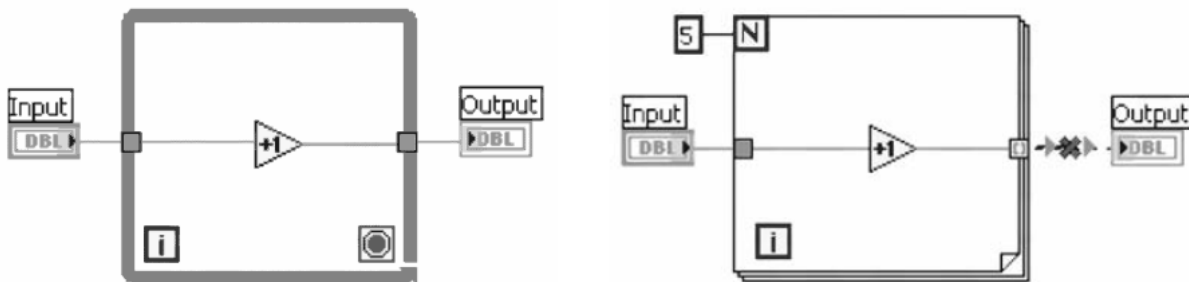 Input
DBL
+1
Output
DBL
i
5
N
Input
DBL
+1
Output
DBL
i